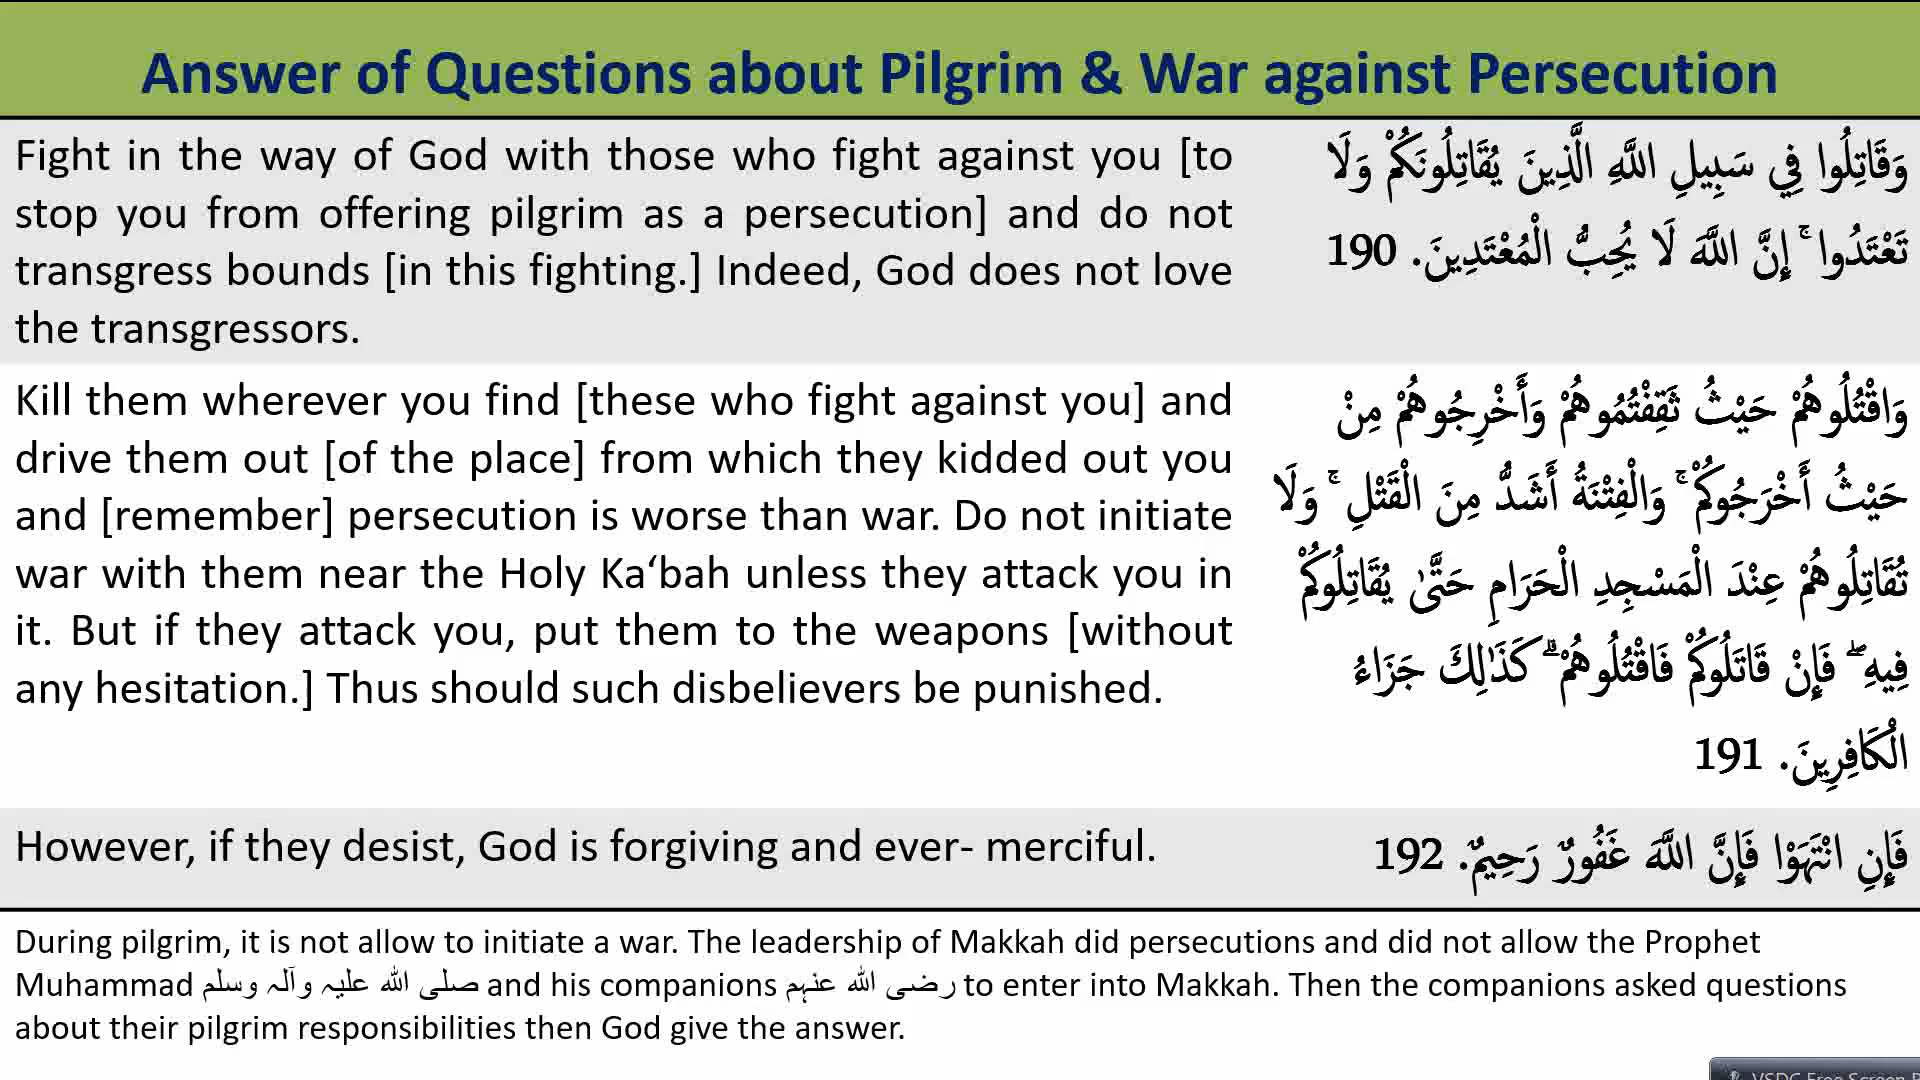 Answer of Questions about Pilgrim & War against Persecution
Fight in the way of God with those who fight against you [to
stop you from offering pilgrim as a persecution] and do not
transgress bounds [in this fighting.] Indeed, God does not love
the transgressors.
وَقَاتِلُوا فِي سَبِيلِ اللَّهِ الَّذِينَ يُقَاتِلُونَكُمْ وَلَا
تَعْتَدُوا ۚ إِنَّ اللَّهَ لَا يُحِبُّ الْمُعْتَدِينَ. 190
Kill them wherever you find [these who fight against you] and
drive them out [of the place] from which they kidded out you
and [remember] persecution is worse than war. Do not initiate
war with them near the Holy Ka‘bah unless they attack you in
it. But if they attack you, put them to the weapons [without
any hesitation.] Thus should such disbelievers be punished.
وَاقْتُلُوهُمْ حَيْثُ ثَقِفْتُمُوهُمْ وَأَخْرِجُوهُمْ مِنْ
حَيْثُ أَخْرَجُوكُمْ ۚ وَالْفِتْنَةُ أَشَدُّ مِنَ الْقَتْلِ ۚ وَلَا
تُقَاتِلُوهُمْ عِنْدَ الْمَسْجِدِ الْحَرَامِ حَتَّىٰ يُقَاتِلُوكُمْ
فِيهِ ۖ فَإِنْ قَاتَلُوكُمْ فَاقْتُلُوهُمْ ۗ كَذَٰلِكَ جَزَاءُ
الْكَافِرِينَ. 191
However, if they desist, God is forgiving and ever- merciful.
فَإِنِ انْتَهَوْا فَإِنَّ اللَّهَ غَفُورٌ رَحِيمٌ. 192
During pilgrim, it is not allow to initiate a war. The leadership of Makkah did persecutions and did not allow the Prophet
Muhammad صلی اللہ علیہ وآلہ وسلم and his companions رضی اللہ عنہم to enter into Makkah. Then the companions asked questions
about their pilgrim responsibilities then God give the answer.
VSDC Free Screen